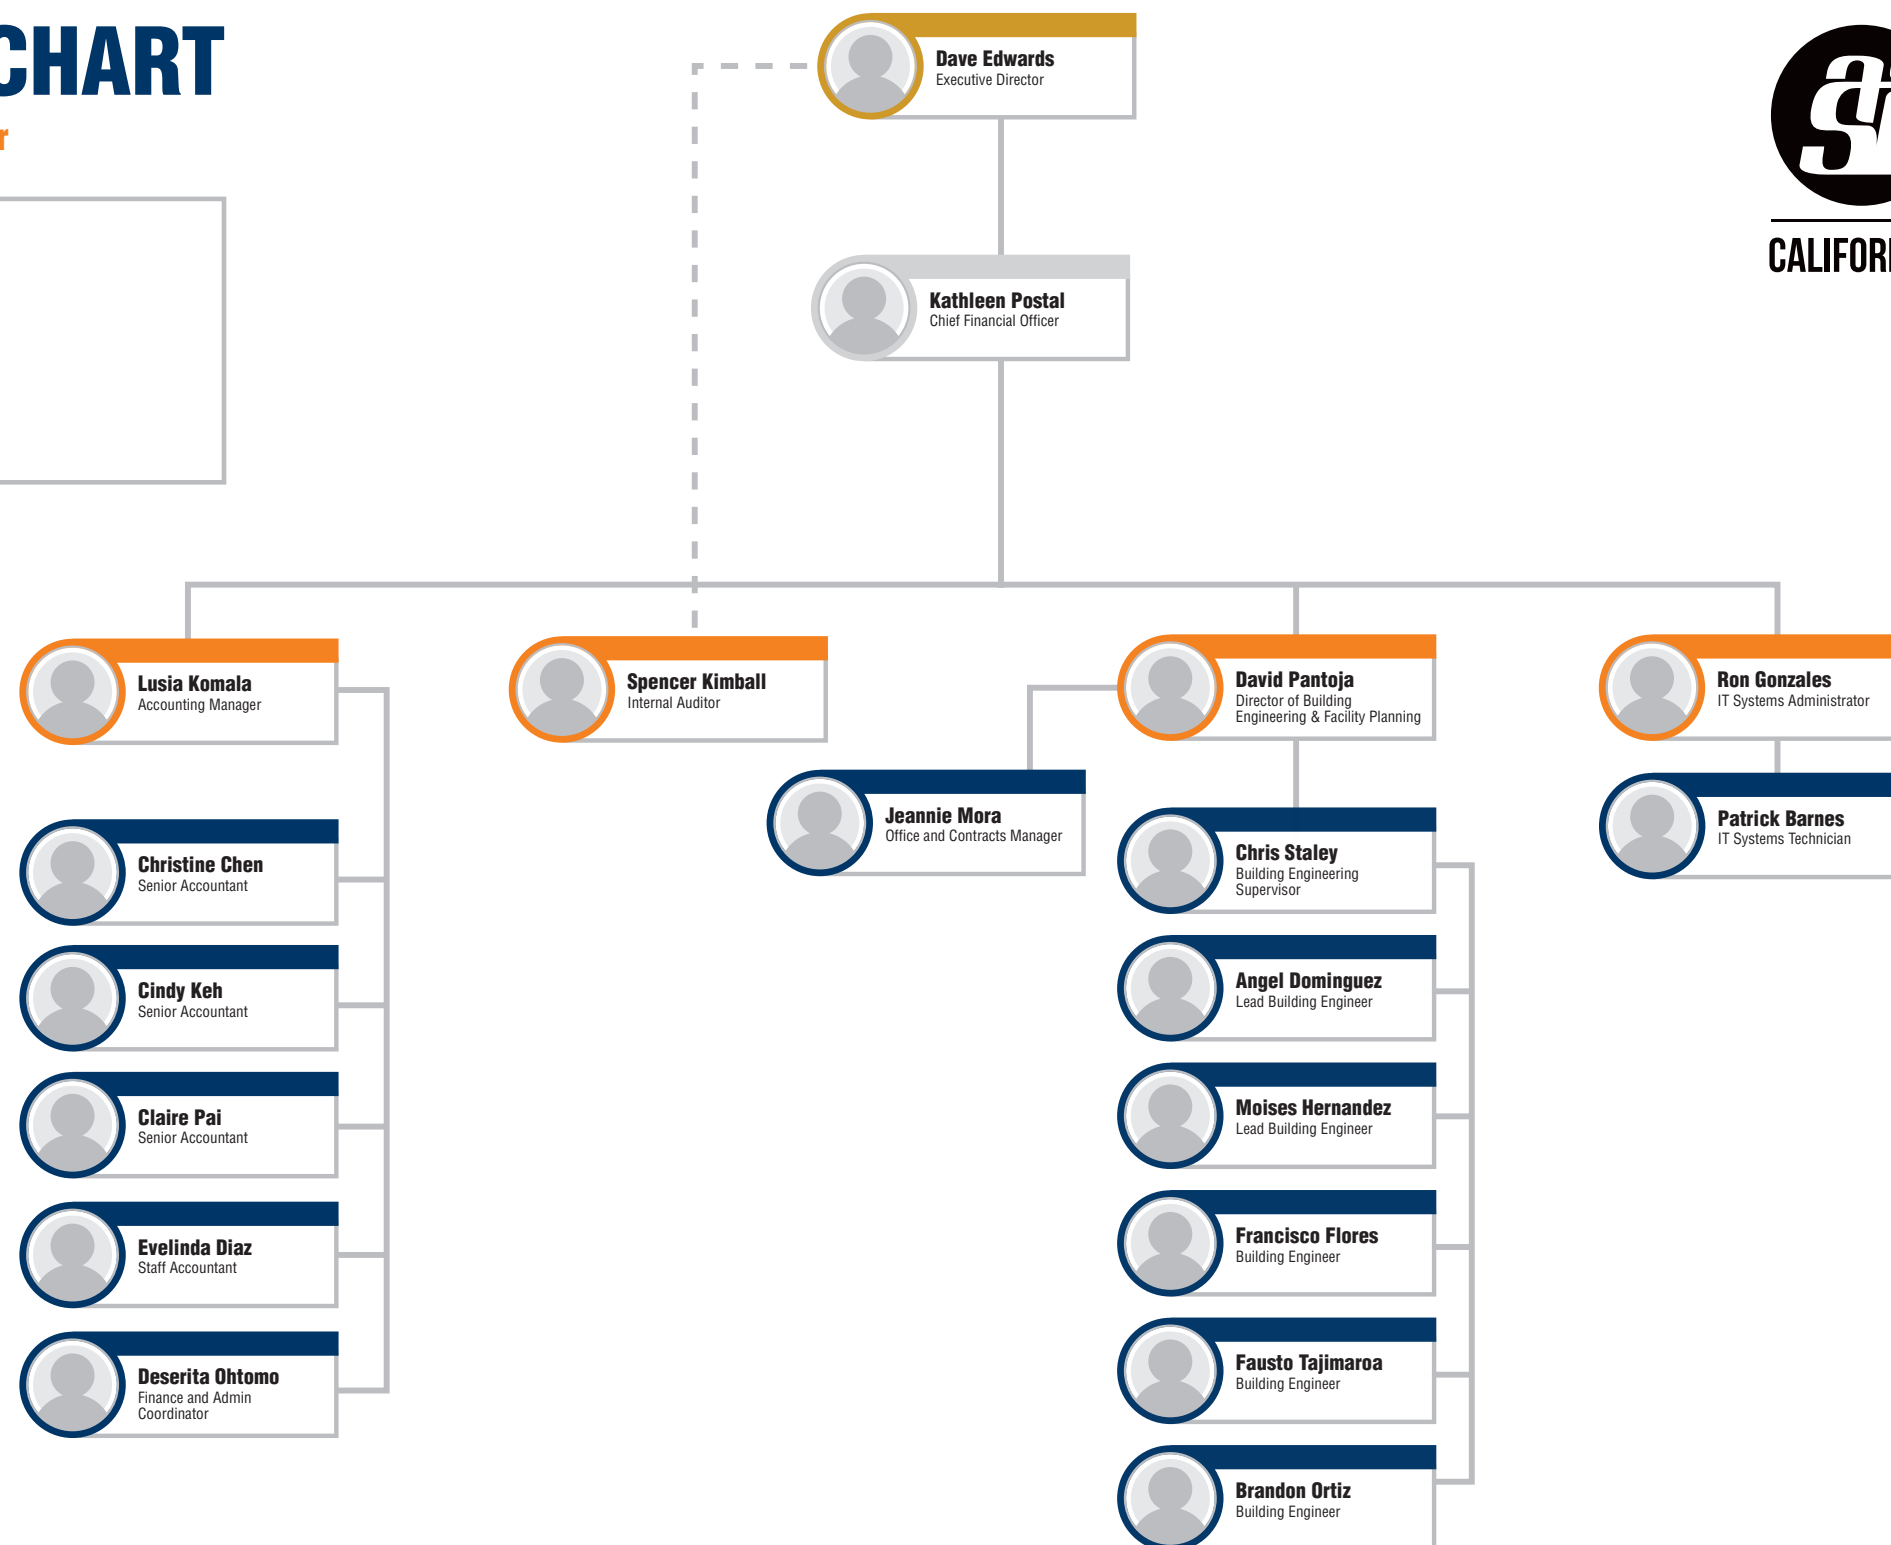 CHART
r
Dave Edwards
Executive Director
CALIFOR
Kathleen Postal
Chief Financial Officer
Lusia Komala
Accounting Manager
Spencer Kimball
Internal Auditor
David Pantoja
Director of Building
Engineering & Facility Planning
Ron Gonzales
IT Systems Administrator
Jeannie Mora
Office and Contracts Manager
Patrick Barnes
IT Systems Technician
Christine Chen
Senior Accountant
Chris Staley
Building Engineering
Supervisor
Cindy Keh
Senior Accountant
Angel Dominguez
Lead Building Engineer
Claire Pai
Senior Accountant
Moises Hernandez
Lead Building Engineer
Evelinda Diaz
Staff Accountant
Francisco Flores
Building Engineer
Deserita Ohtomo
Finance and Admin
Coordinator
Fausto Tajimaroa
Building Engineer
Brandon Ortiz
Building Engineer